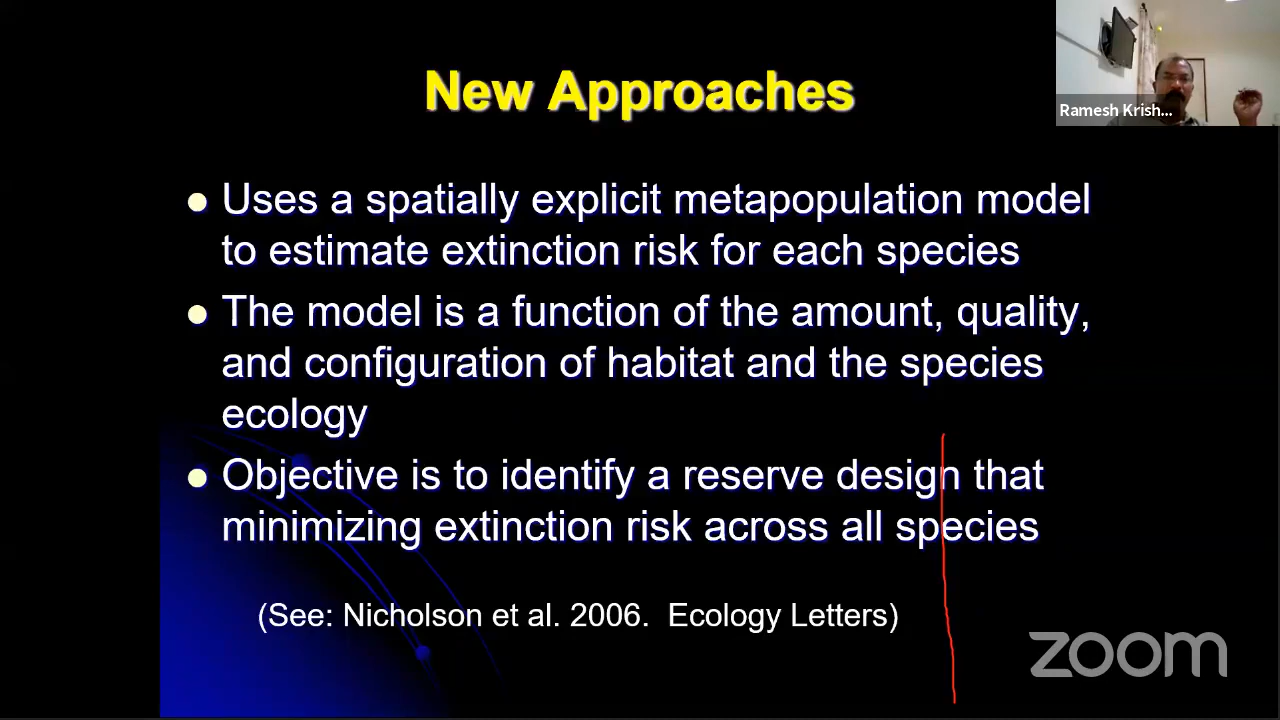 New Approaches
Ramesh Krish...
Uses a spatially explicit metapopulation model
to estimate extinction risk for each species
The model is a function of the amount, quality,
and configuration of habitat and the species
ecology
Objective is to identify a reserve design that
minimizing extinction risk across all species
(See: Nicholson et al. 2006. Ecology Letters)
zoom